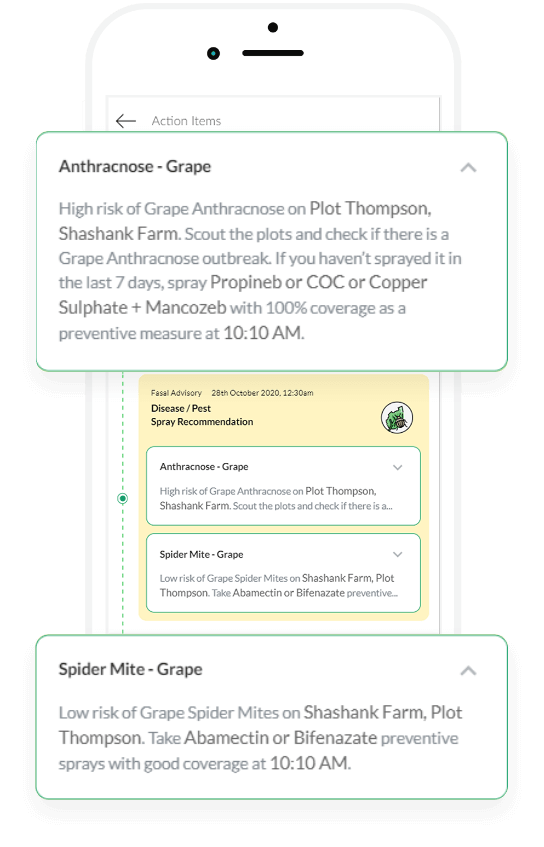 Action Items
Anthracnose - Grape
High risk of Grape Anthracnose on Plot Thompson,
Shashank Farm. Scout the plots and check if there is a
Grape Anthracnose outbreak. If you haven't sprayed it in
the last 7 days, spray Propineb or COC or Copper
Sulphate + Mancozeb with 100% coverage as a
preventive measure at 10:10 AM.
Fasal Advisory 28th October 2020, 12:30am
Disease / Pest
Spray Recommendation
Anthracnose - Grape
High risk of Grape Anthracnose on Plot Thompson,
Shashank Farm. Scout the plots and check if there is a...
Spider Mite - Grape
Low risk of Grape Spider Mites on Shashank Farm, Plot
Thompson. Take Abamectin or Bifenazate preventive...
Spider Mite - Grape
Low risk of Grape Spider Mites on Shashank Farm, Plot
Thompson. Take Abamectin or Bifenazate preventive
sprays with good coverage at 10:10 AM.